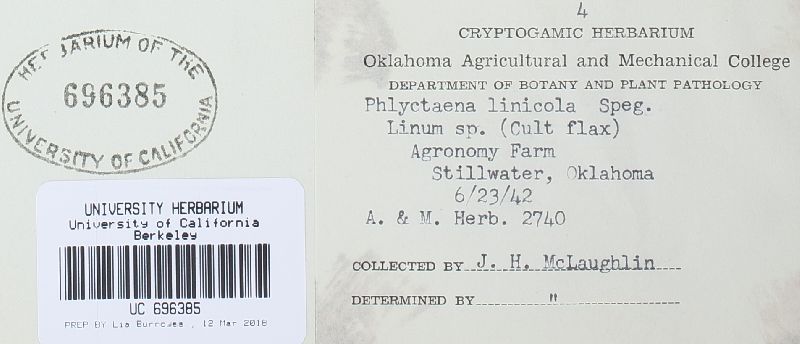 HERBARIUM OF THE
696385
UNIVERSITY OF CALIFORNIA
UNIVERSITY HERBARIUM
University of California
Berkeley
UC 696385
PREP BY Lia Burrowes , 12 Mar 2018
4
CRYPTOGAMIC HERBARIUM
Oklahoma Agricultural and Mechanical College
DEPARTMENT OF BOTANY AND PLANT PATHOLOGY
Phlyctaena linicola Speg.
Linum sp. (Cult flax)
Agronomy Farm
Stillwater, Oklahoma
6/23/42
A. & M. Herb. 2740
COLLECTED BY J. H. McLaughlin
DETERMINED BY "